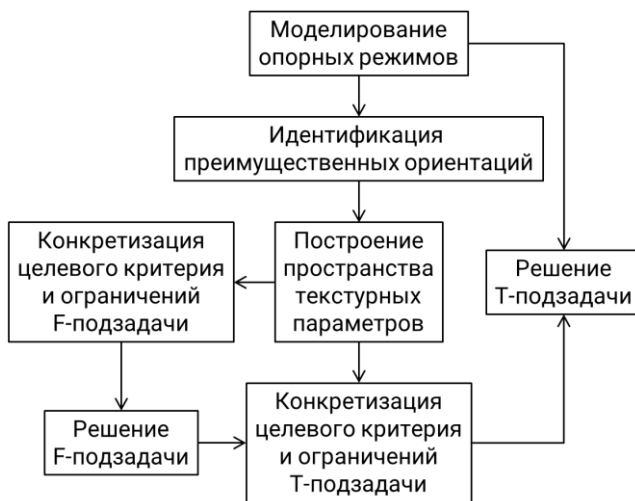 Моделирование
опорных режимов
Идентификация
преимущественных ориентаций
Конкретизация
целевого критерия
и ограничений
F-подзадачи
Построение
пространства
текстурных
параметров
Решение
T-подзадачи
Решение
F-подзадачи
Конкретизация
целевого критерия
и ограничений
T-подзадачи